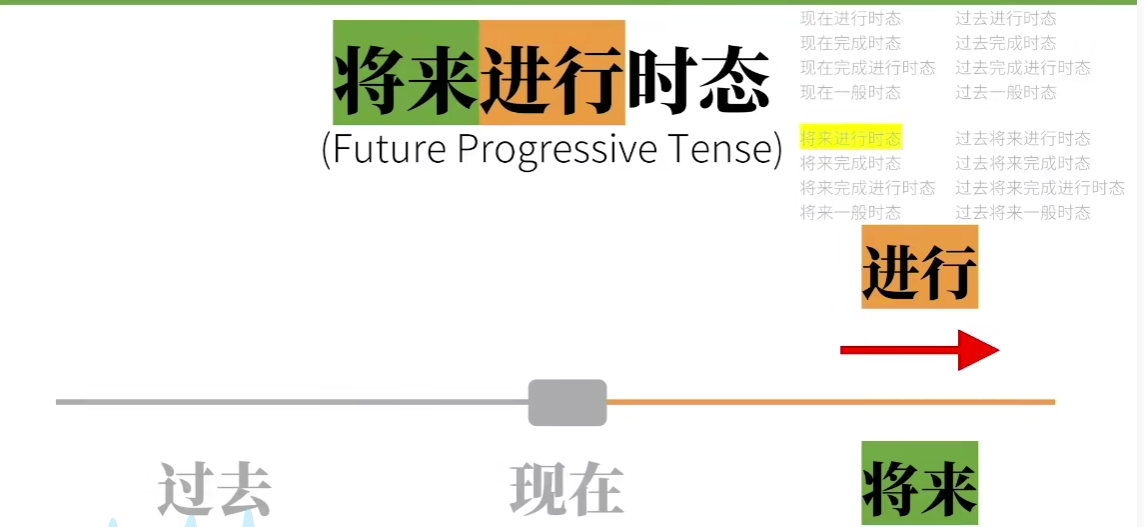 将来进行时态
(Future Progressive Tense)
现在进行时态 过去进行时态
现在完成时态 过去完成时态
现在完成进行时态 过去完成进行时态
现在一般时态 过去一般时态
将来进行时态 过去将来进行时态
将来完成时态 过去将来完成时态
将来完成进行时态 过去将来完成进行时态
将来一般时态 过去将来一般时态
进行
过去 现在 将来